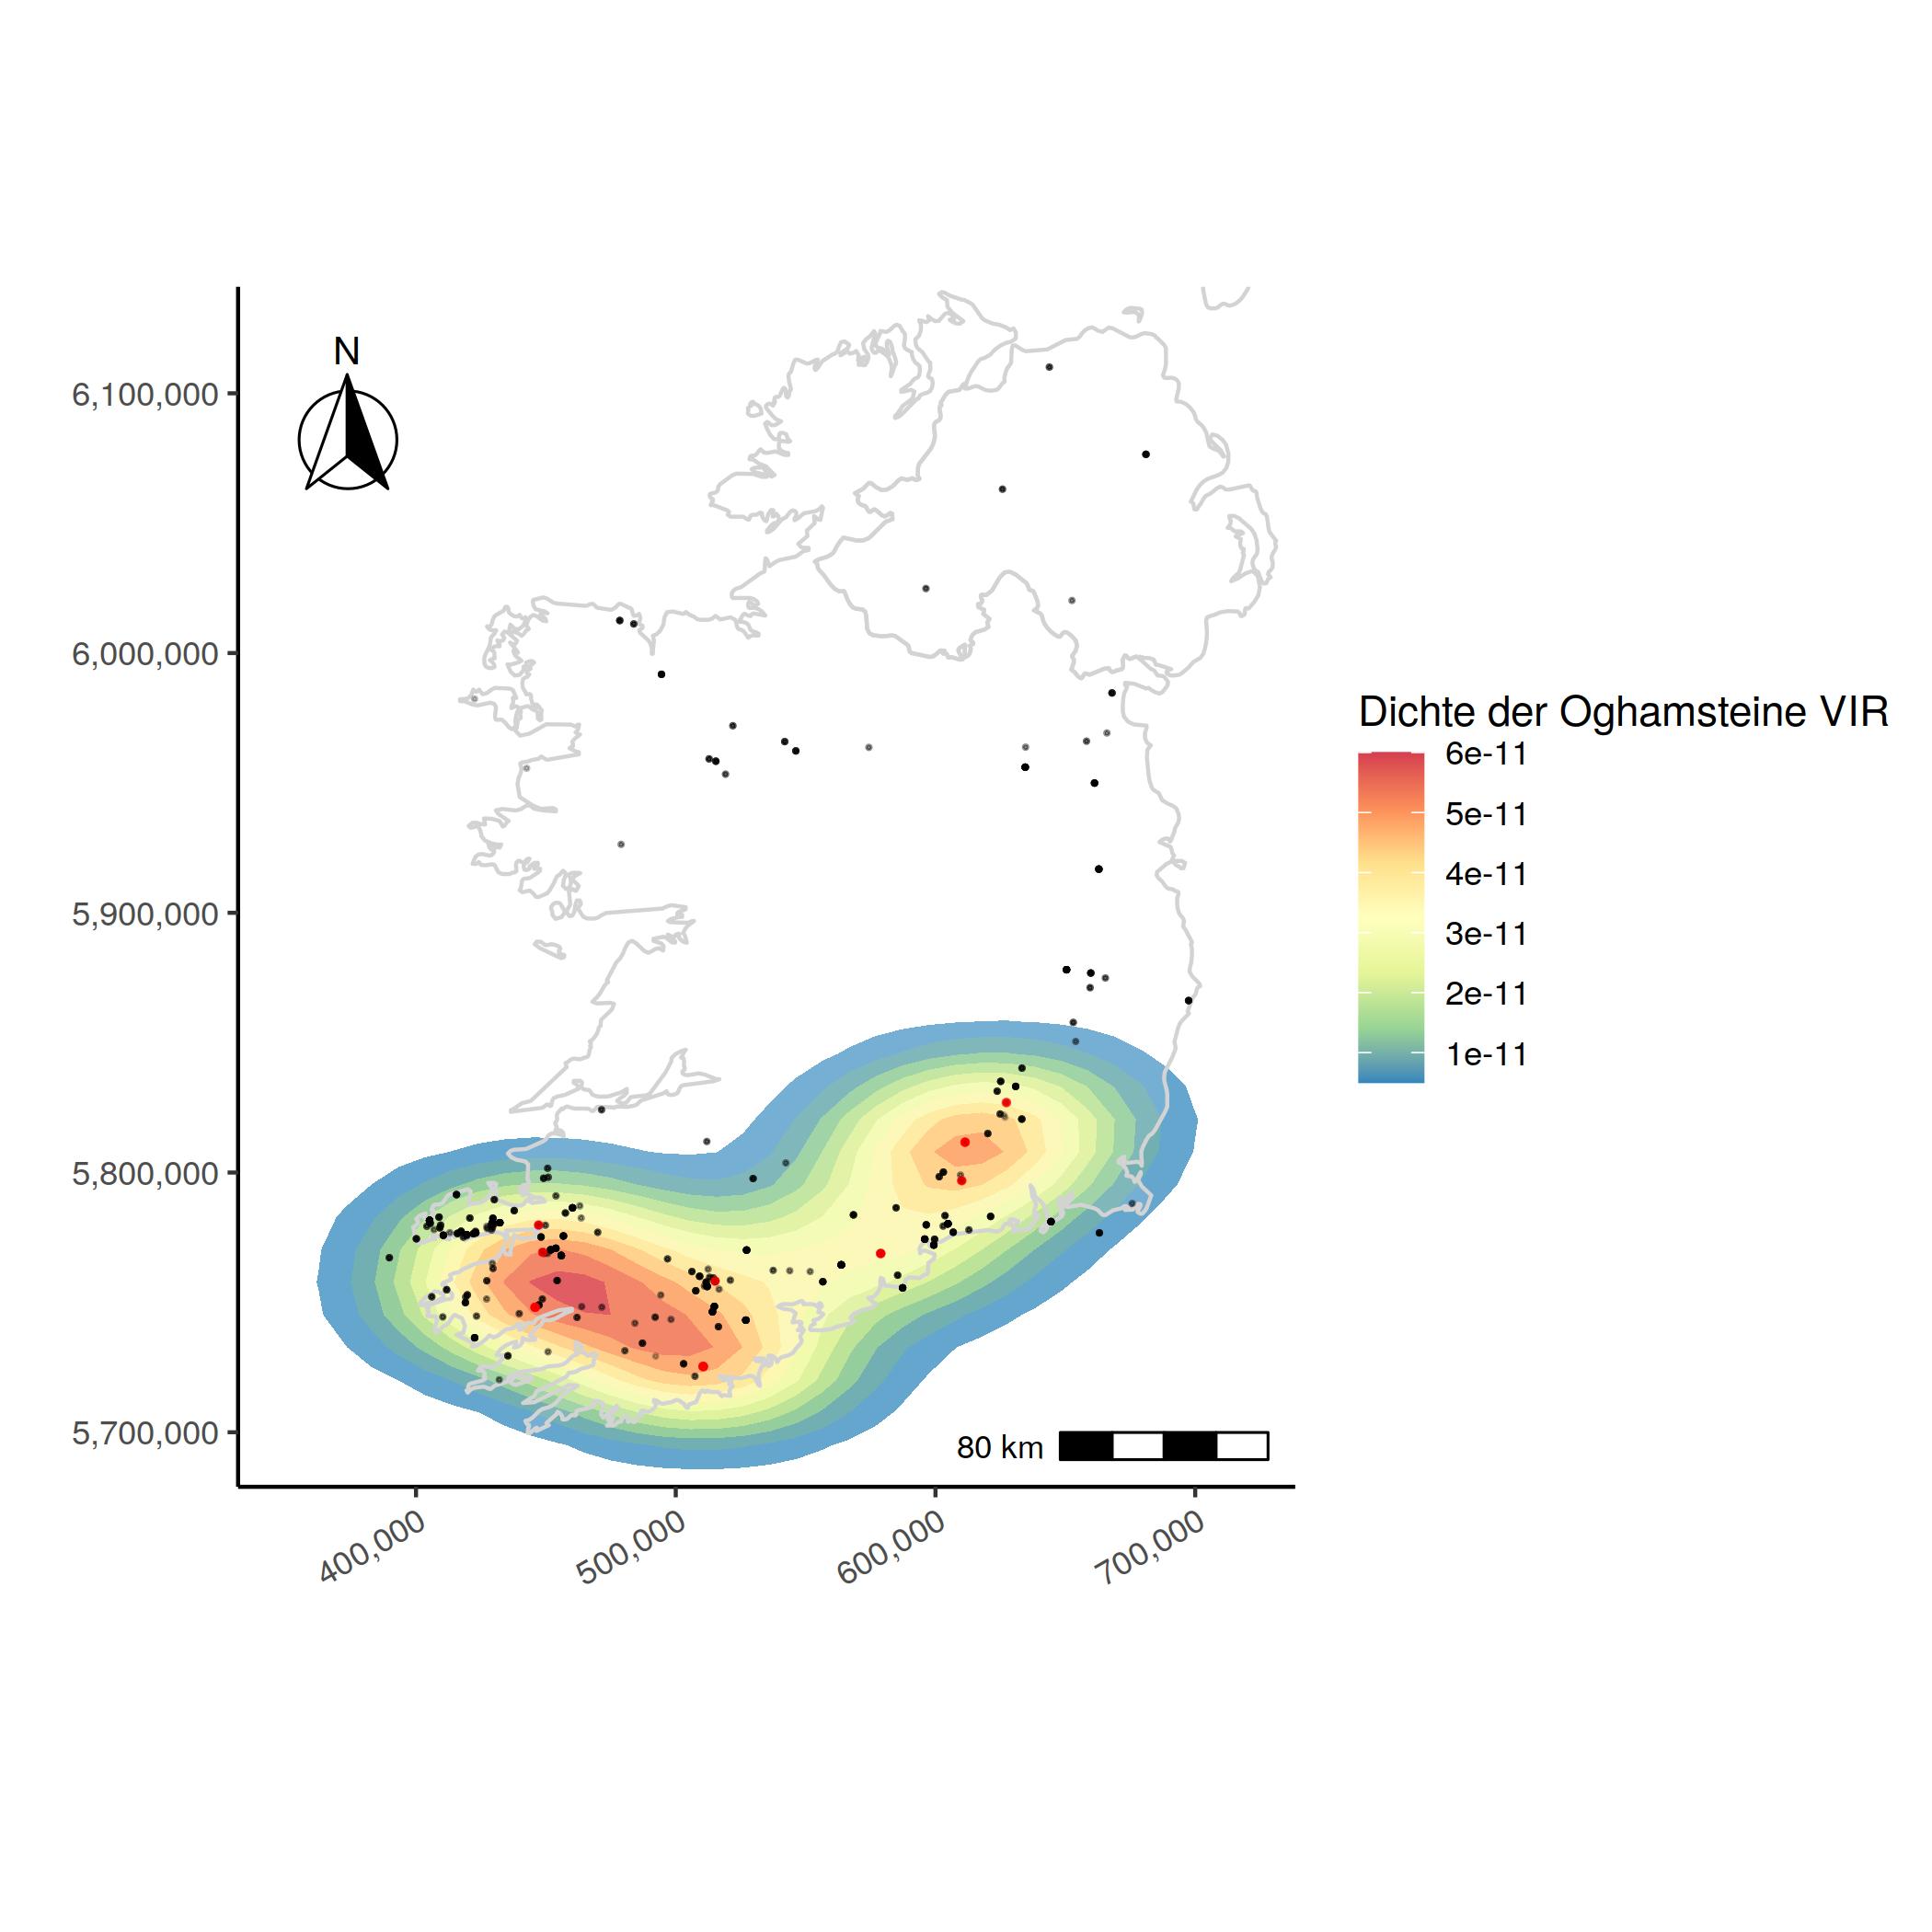 N
6,100,000
6,000,000
5,900,000
5,800,000
5,700,000
400,000
500,000
600,000
700,000
80 km
Dichte der Oghamsteine VIR
6e-11
5e-11
4e-11
3e-11
2e-11
1e-11